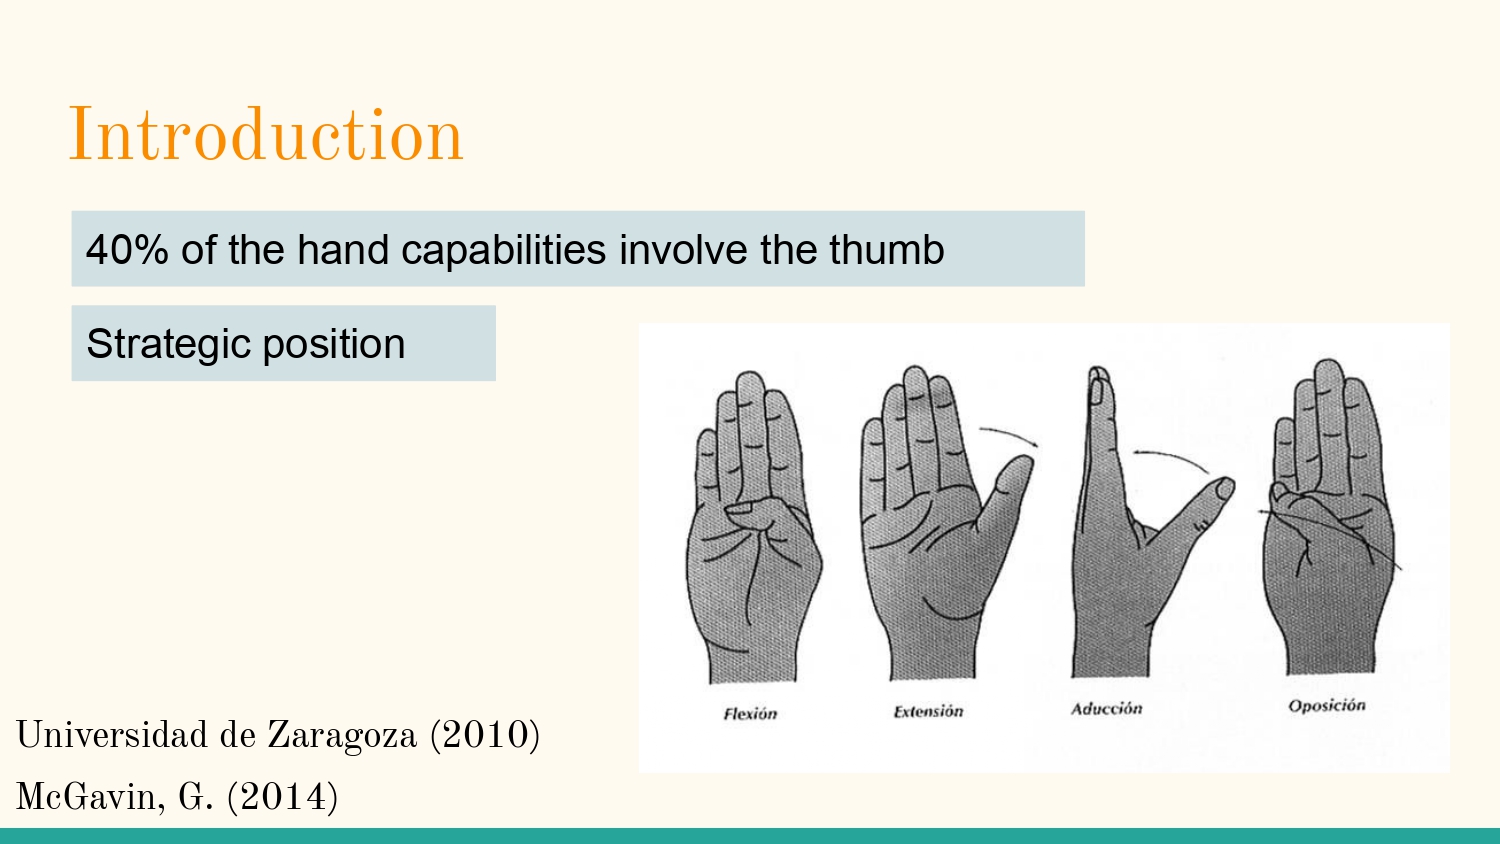 Introduction
40% of the hand capabilities involve the thumb
Strategic position
Flexión
Extensión
Aducción
Oposición
Universidad de Zaragoza (2010)
McGavin, G. (2014)